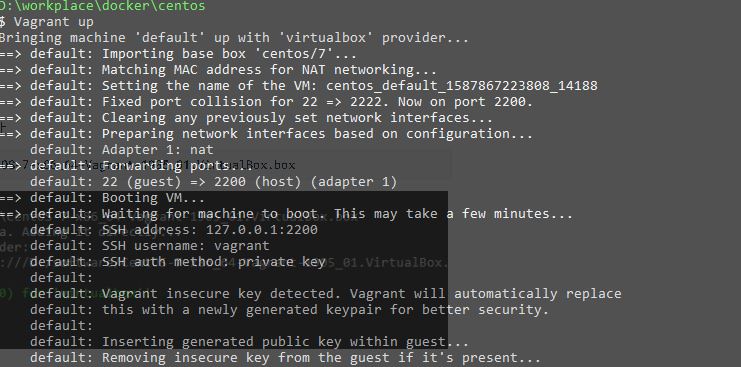 D:\workplace\docker\centos
$ Vagrant up
Bringing machine 'default' up with 'virtualbox' provider...
==> default: Importing base box 'centos/7'...
==> default: Matching MAC address for NAT networking...
==> default: Setting the name of the VM: centos_default_1587867223808_14188
==> default: Fixed port collision for 22 => 2222. Now on port 2200.
==> default: Clearing any previously set network interfaces...
==> default: Preparing network interfaces based on configuration...
default: Adapter 1: nat
==> default: Forwarding ports...
VirtualBox.box
default: 22 (guest) => 2200 (host) (adapter 1)
==> default: Booting VM...
==> default: Waiting for machine to boot. This may take a few minutes...
default: SSH address: 127.0.0.1:2200
default: SSH username: vagrant
default: SSH auth method: private key
VirtualBox.
default:
default: Vagrant insecure key detected. Vagrant will automatically replace
default: this with a newly generated keypair for better security.
default:
default: Inserting generated public key within guest...
default: Removing insecure key from the guest if it's present...